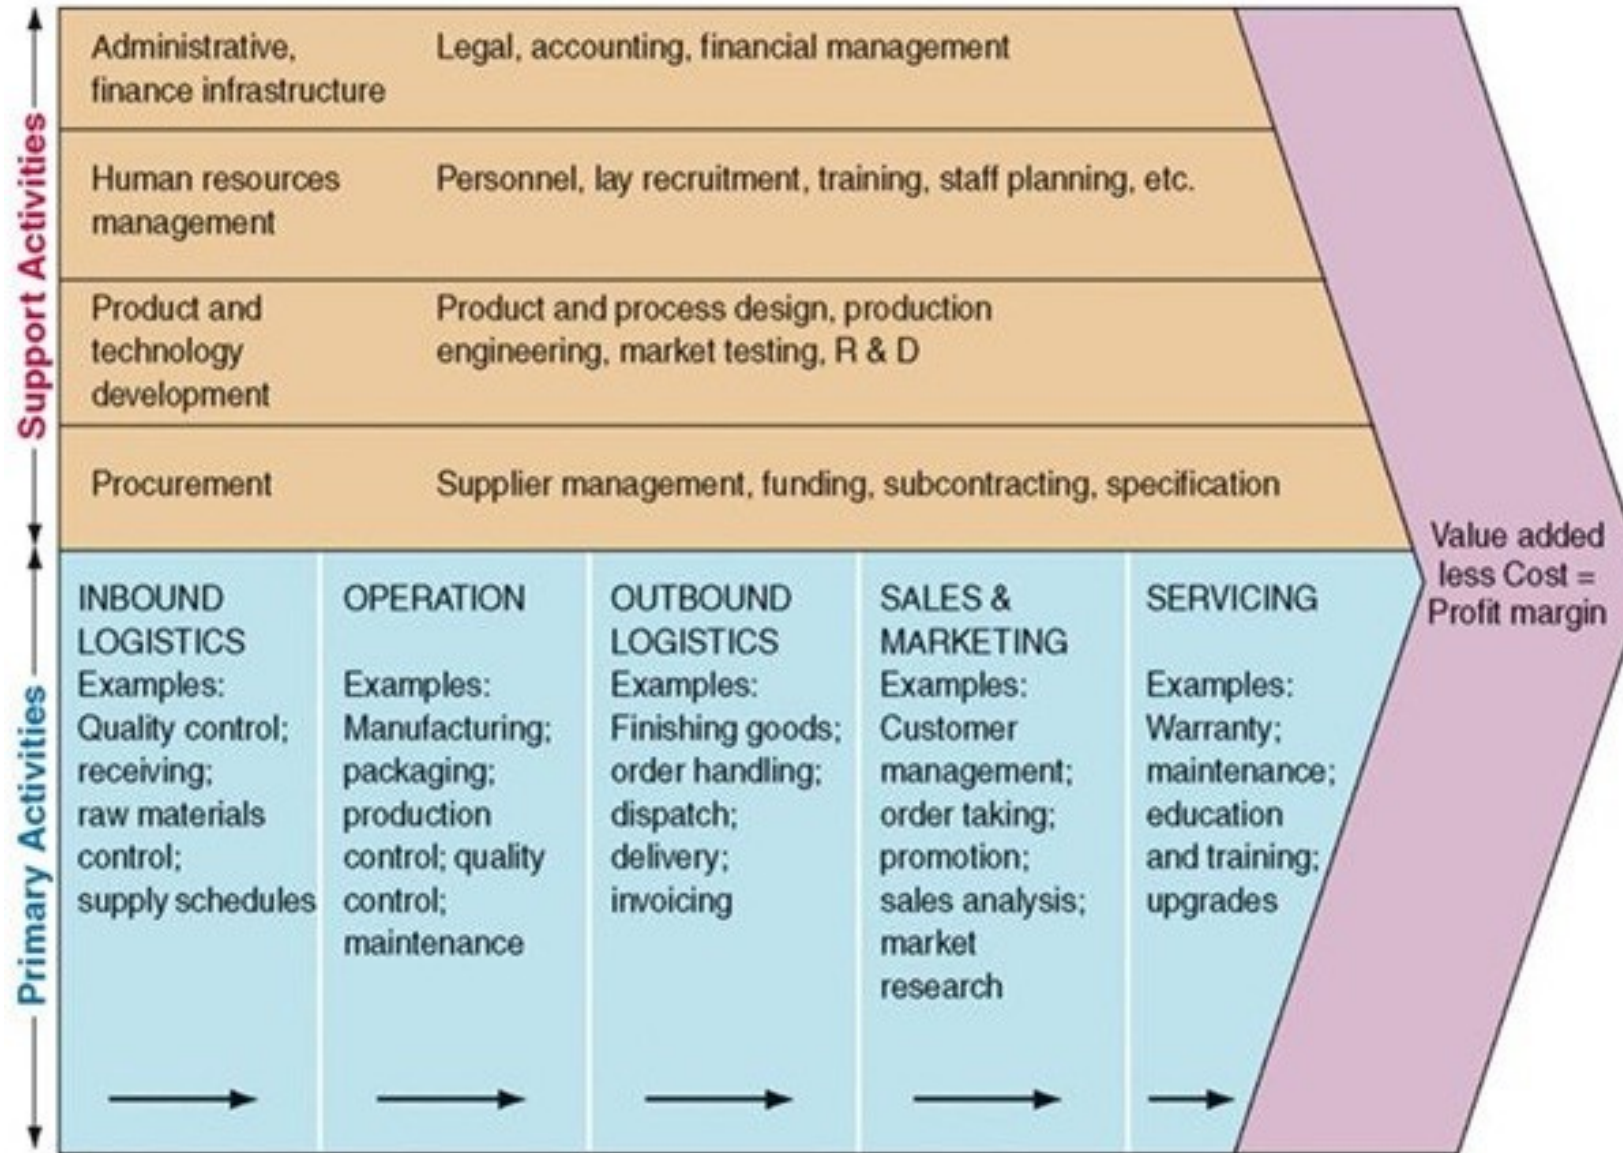 Support Activities
Administrative,
finance infrastructure
Legal, accounting, financial management
Human resources
management
Personnel, lay recruitment, training, staff planning, etc.
Product and
technology
development
Product and process design, production
engineering, market testing, R & D
Procurement
Supplier management, funding, subcontracting, specification
Primary Activities
INBOUND
LOGISTICS
Examples:
Quality control;
receiving;
raw materials
control;
supply schedules
OPERATION
Examples:
Manufacturing;
packaging;
production
control; quality
control;
maintenance
OUTBOUND
LOGISTICS
Examples:
Finishing goods;
order handling;
dispatch;
delivery;
invoicing
SALES &
MARKETING
Examples:
Customer
management;
order taking;
promotion;
sales analysis;
market
research
SERVICING
Examples:
Warranty;
maintenance;
education
and training;
upgrades
Value added
less Cost =
Profit margin